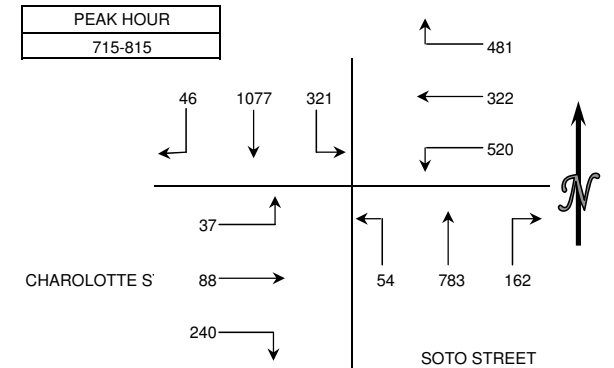 PEAK HOUR
715-815
481
46 1077 321
322
520
37
CHAROLOTTE S
88
54 783 162
240
SOTO STREET
N